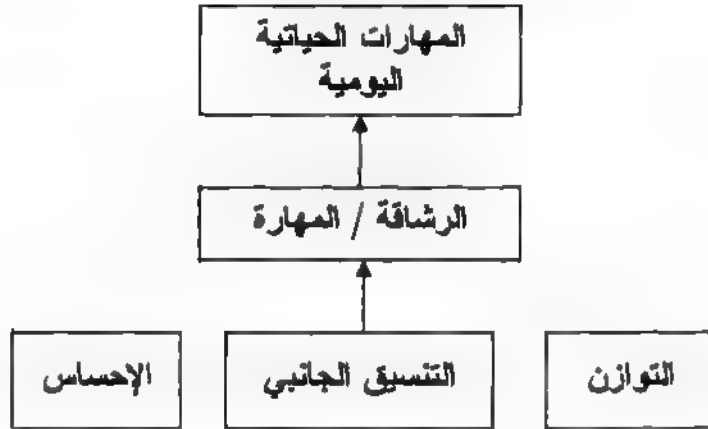 المهارات الحياتية
اليومية
الرشاقة / المهارة
التوازن
التنسيق الجانبي
الإحساس